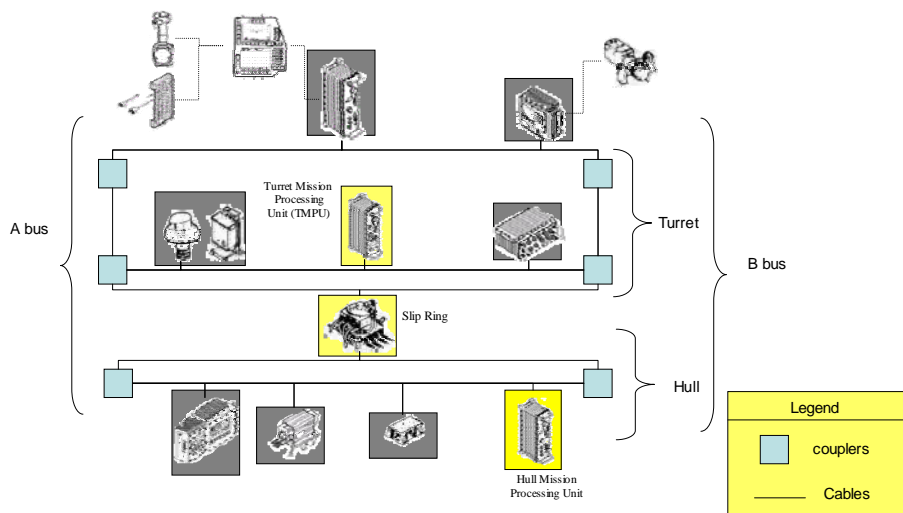 Turret Mission
Processing
Unit (TMPU)
A bus
Turret
B bus
Slip Ring
Hull
Legend
couplers
Cables
Hull Mission
Processing Unit